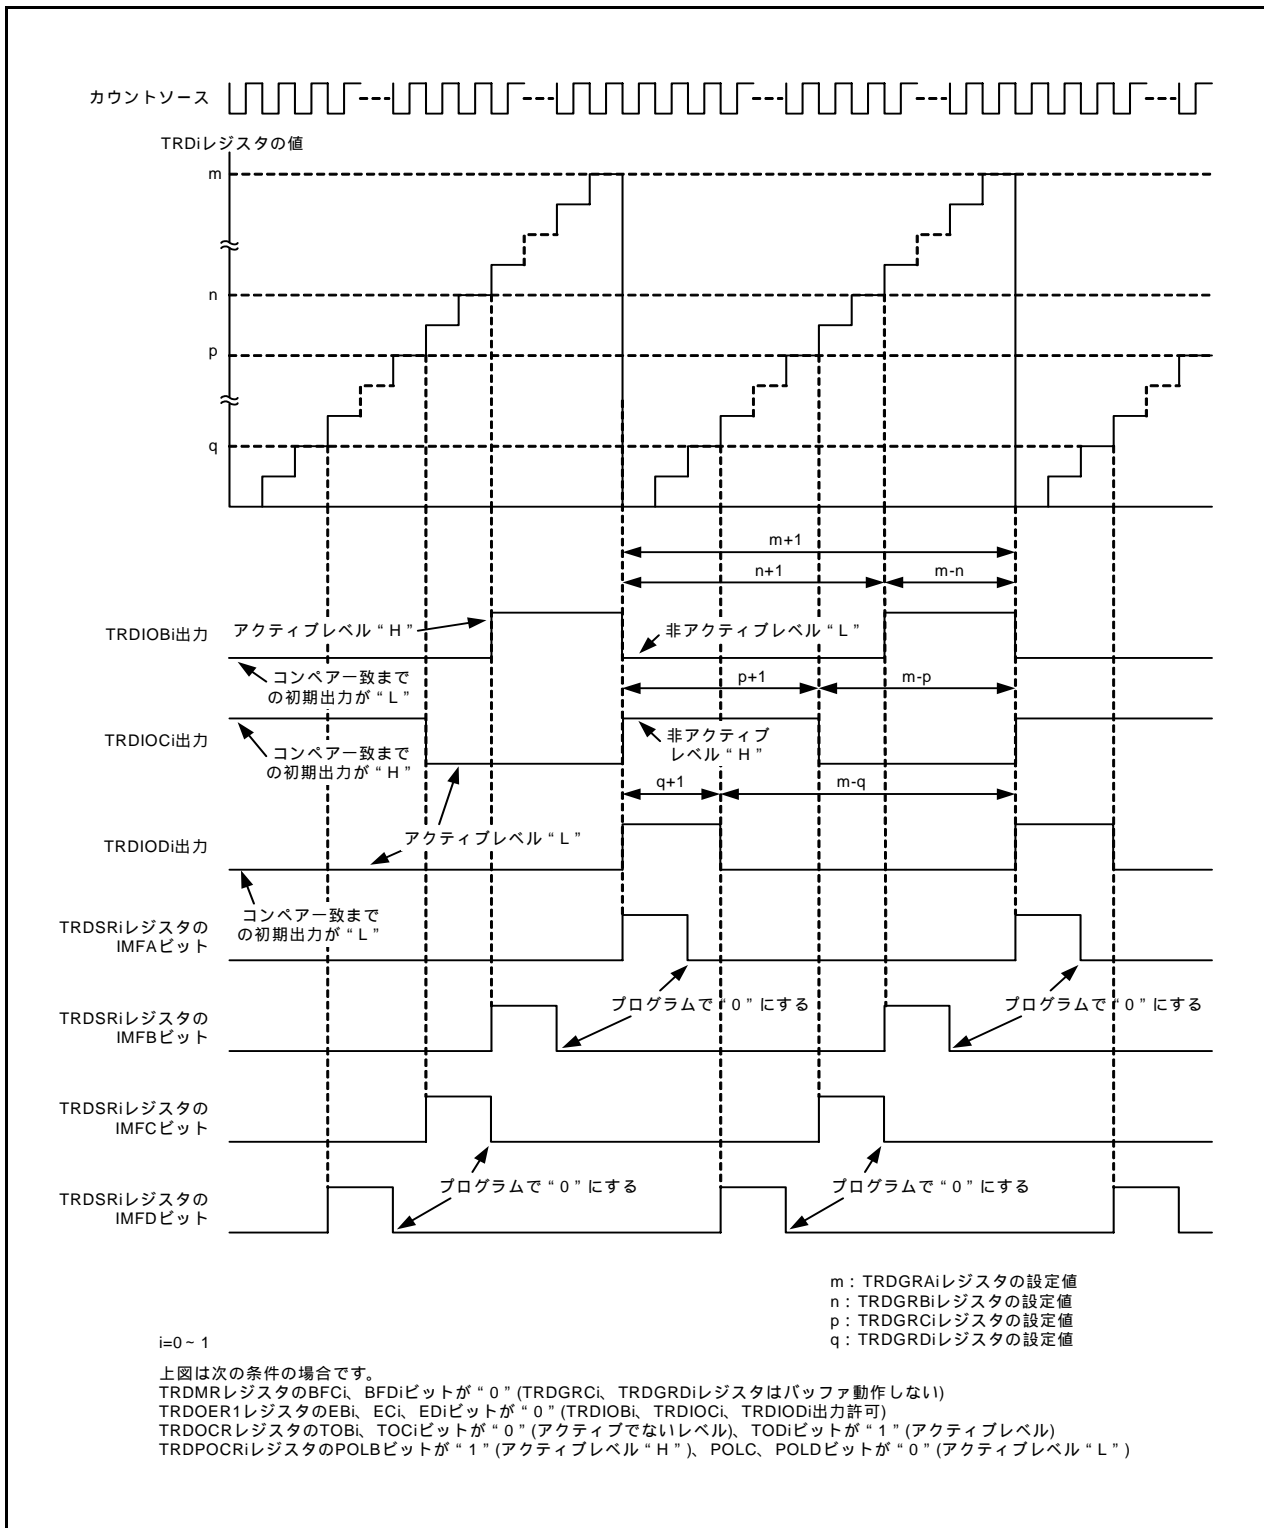 カウントソース
TRDiレジスタの値
m
n
p
q
m+1
n+1
m-n
TRDIOBi出力
アクティブレベル“H”
非アクティブレベル“L”
コンペア一致まで
の初期出力が“L”
p+1
m-p
TRDIOCi出力
コンペア一致まで
の初期出力が“H”
非アクティブ
レベル“H”
q+1
m-q
アクティブレベル“L”
TRDIODi出力
コンペア一致まで
の初期出力が“L”
TRDSRiレジスタの
IMFAビット
プログラムで“0”にする
プログラムで“0”にする
TRDSRiレジスタの
IMFBビット
TRDSRiレジスタの
IMFCビット
プログラムで“0”にする
プログラムで“0”にする
TRDSRiレジスタの
IMFDビット
m:TRDGRAiレジスタの設定値
n:TRDGRBiレジスタの設定値
p:TRDGRCiレジスタの設定値
q:TRDGRDiレジスタの設定値
i=0~1
上図は次の条件の場合です。
TRDMRレジスタのBFCi、BFDiビットが“0”(TRDGRCi、TRDGRDiレジスタはバッファ動作しない)
TRDOER1レジスタのEBi、ECi、EDiビットが“0”(TRDIOBi、TRDIOCi、TRDIODi出力許可)
TRDOCRレジスタのTOBi、TOCiビットが“0”(アクティブでないレベル)、TODiビットが“1”(アクティブレベル)
TRDPOCRiレジスタのPOLBビットが“1”(アクティブレベル“H”)、POLC、POLDビットが“0”(アクティブレベル“L”)